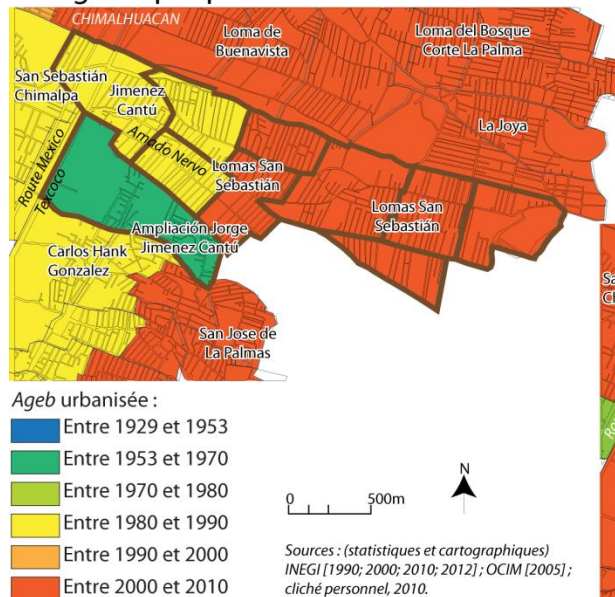 CHIMALHUACAN
Loma de
Buenavista
Loma del Bosque
Corte La Palma
San Sebastián
Chimalpa
Jimenez
Cantú
La Joya
Amado Nervo
Route Mexico
Texcoco
Lomas San
Sebastián
Lomas San
Sebastián
Ampliación Jorge
Jimenez Cantú
Carlos Hank
Gonzalez
San Jose de
La Palmas
Ageb urbanisée :
Entre 1929 et 1953
Entre 1953 et 1970
Entre 1970 et 1980
Entre 1980 et 1990
Entre 1990 et 2000
Entre 2000 et 2010
0 500m
N
Sources : (statistiques et cartographiques)
INEGI [1990; 2000; 2010; 2012] ; OCIM [2005] ;
cliché personnel, 2010.